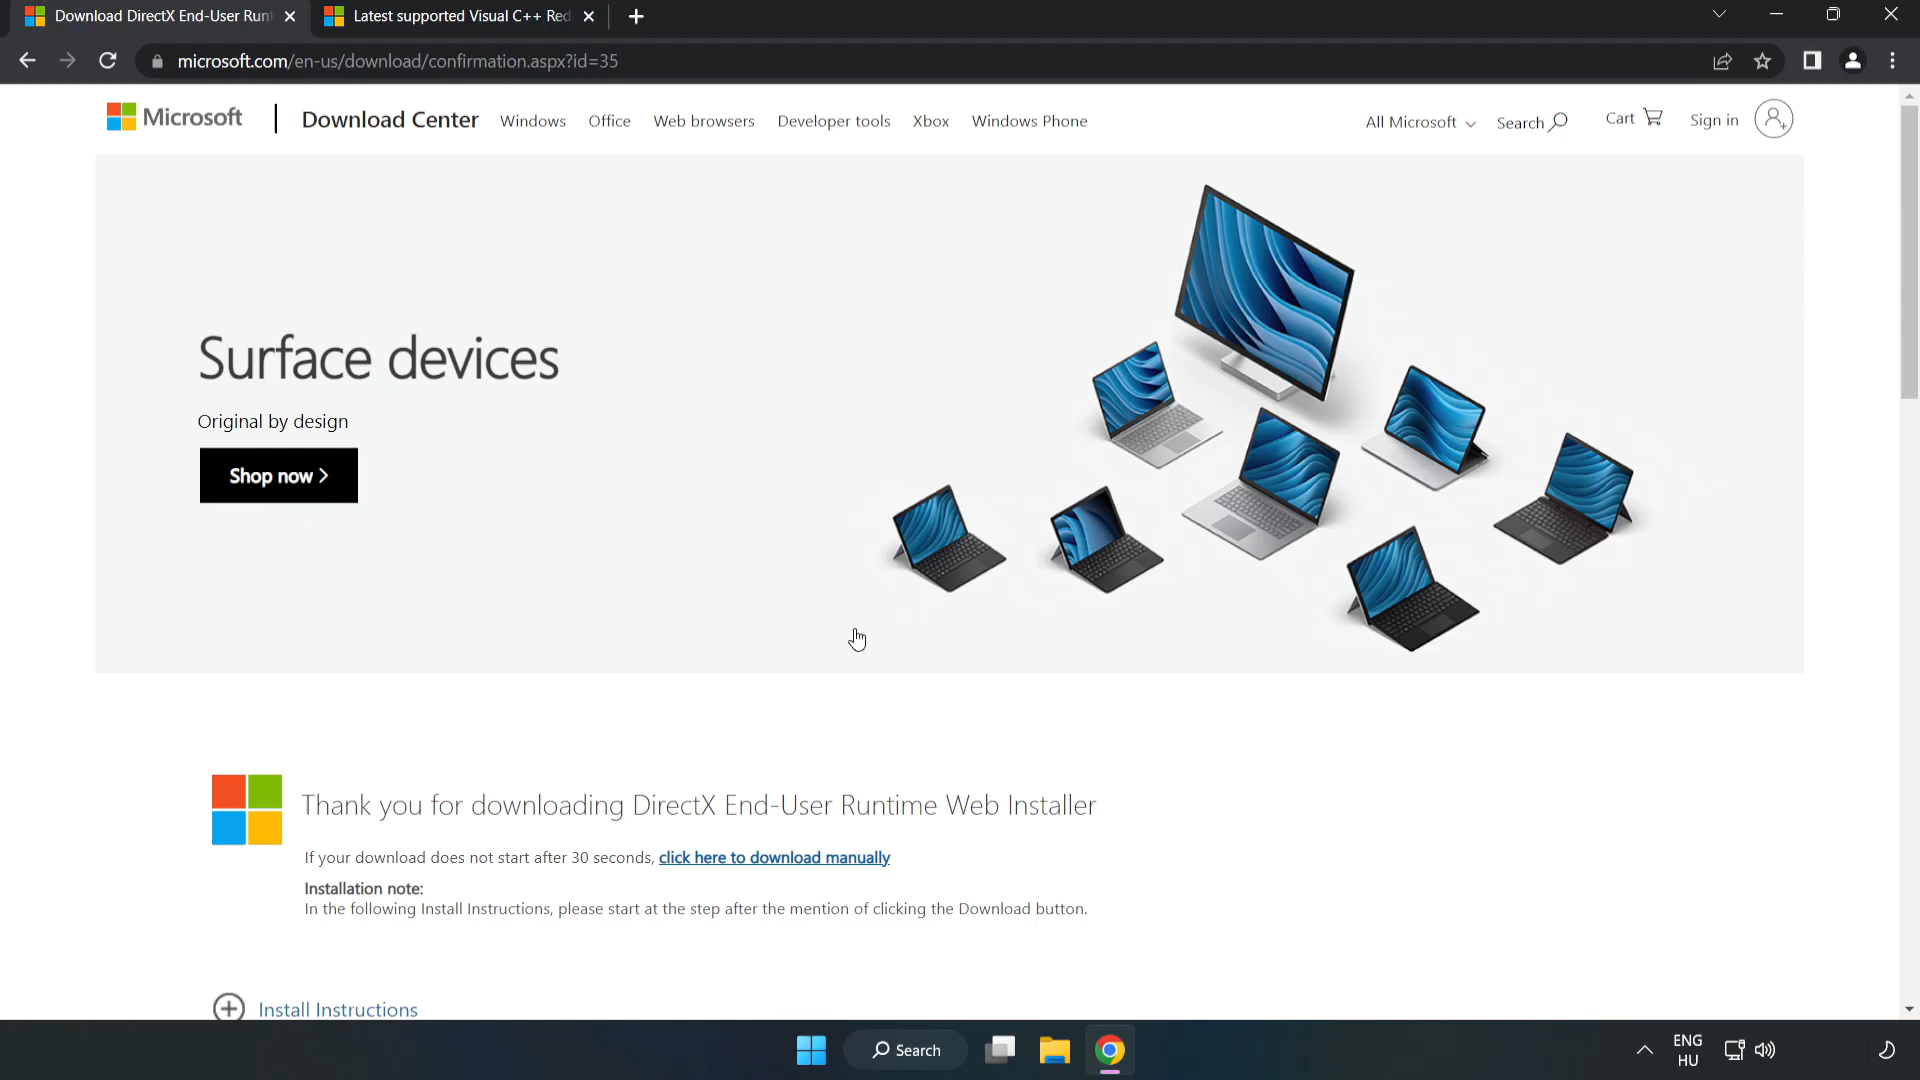 Download DirectX End-User Runt
Latest supported Visual C++ Red
microsoft.com/en-us/download/confirmation.aspx?id=35
Microsoft
Download Center
Windows
Office
Web browsers
Developer tools
Xbox
Windows Phone
All Microsoft
Search
Cart
Sign in
Surface devices
Original by design
Shop now
Thank you for downloading DirectX End-User Runtime Web Installer
If your download does not start after 30 seconds, click here to download manually
Installation note:
In the following Install Instructions, please start at the step after the mention of clicking the Download button.
Install Instructions
Search
ENG
HU